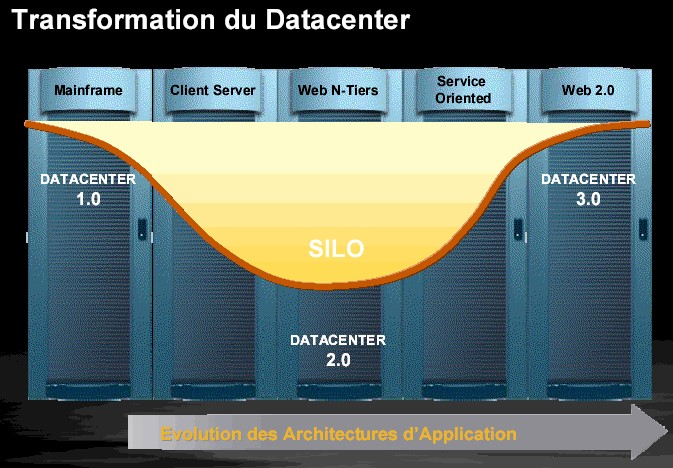 Transformation du Datacenter
Mainframe
Client Server
Web N-Tiers
Service
Oriented
Web 2.0
DATACENTER
1.0
DATACENTER
3.0
SILO
DATACENTER
2.0
Evolution des Architectures d'Application